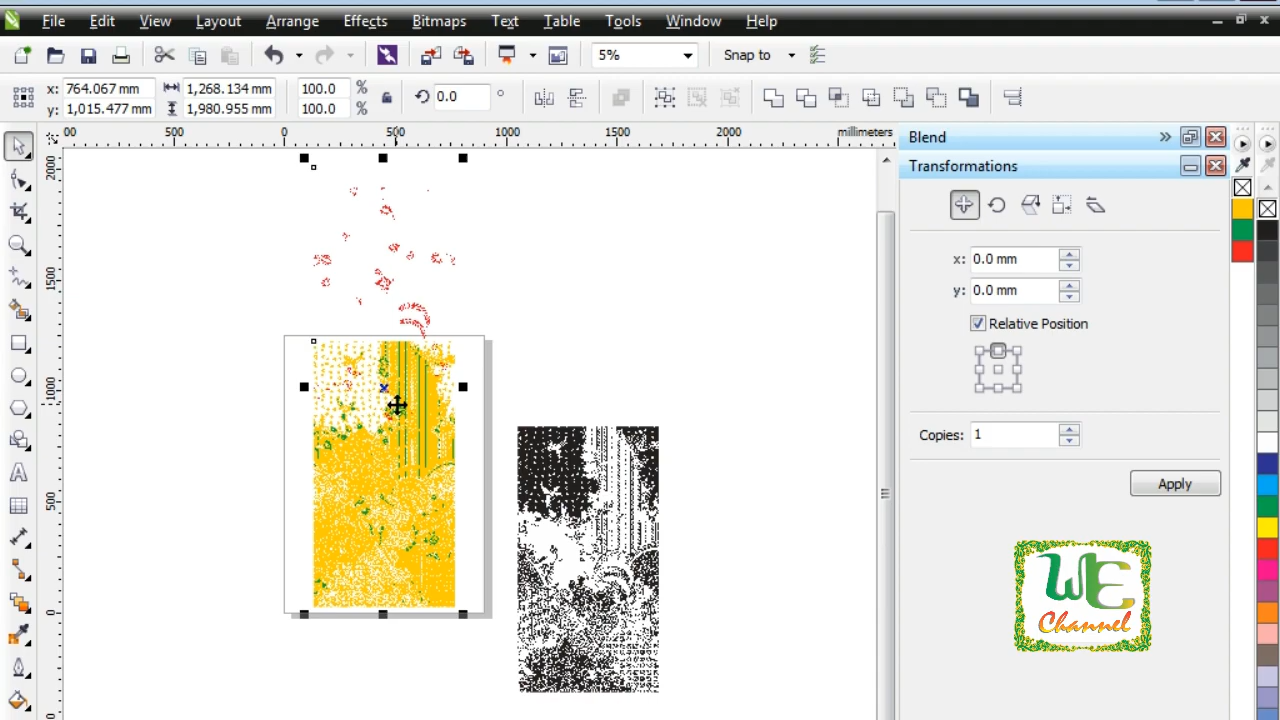 File Edit View Layout Arrange Effects Bitmaps Text Table Tools Window Help
5% Snap to
x: 764.067 mm 1,268.134 mm 100.0 % 0.0 °
y: 1,015.477 mm 1,980.955 mm 100.0 %
00 500 0 500 1000 1500 2000 millimeters
2000
1500
1000
500
0
0
Blend
Transformations
x: 0.0 mm
y: 0.0 mm
Relative Position
Copies: 1
Apply
WE
Channel